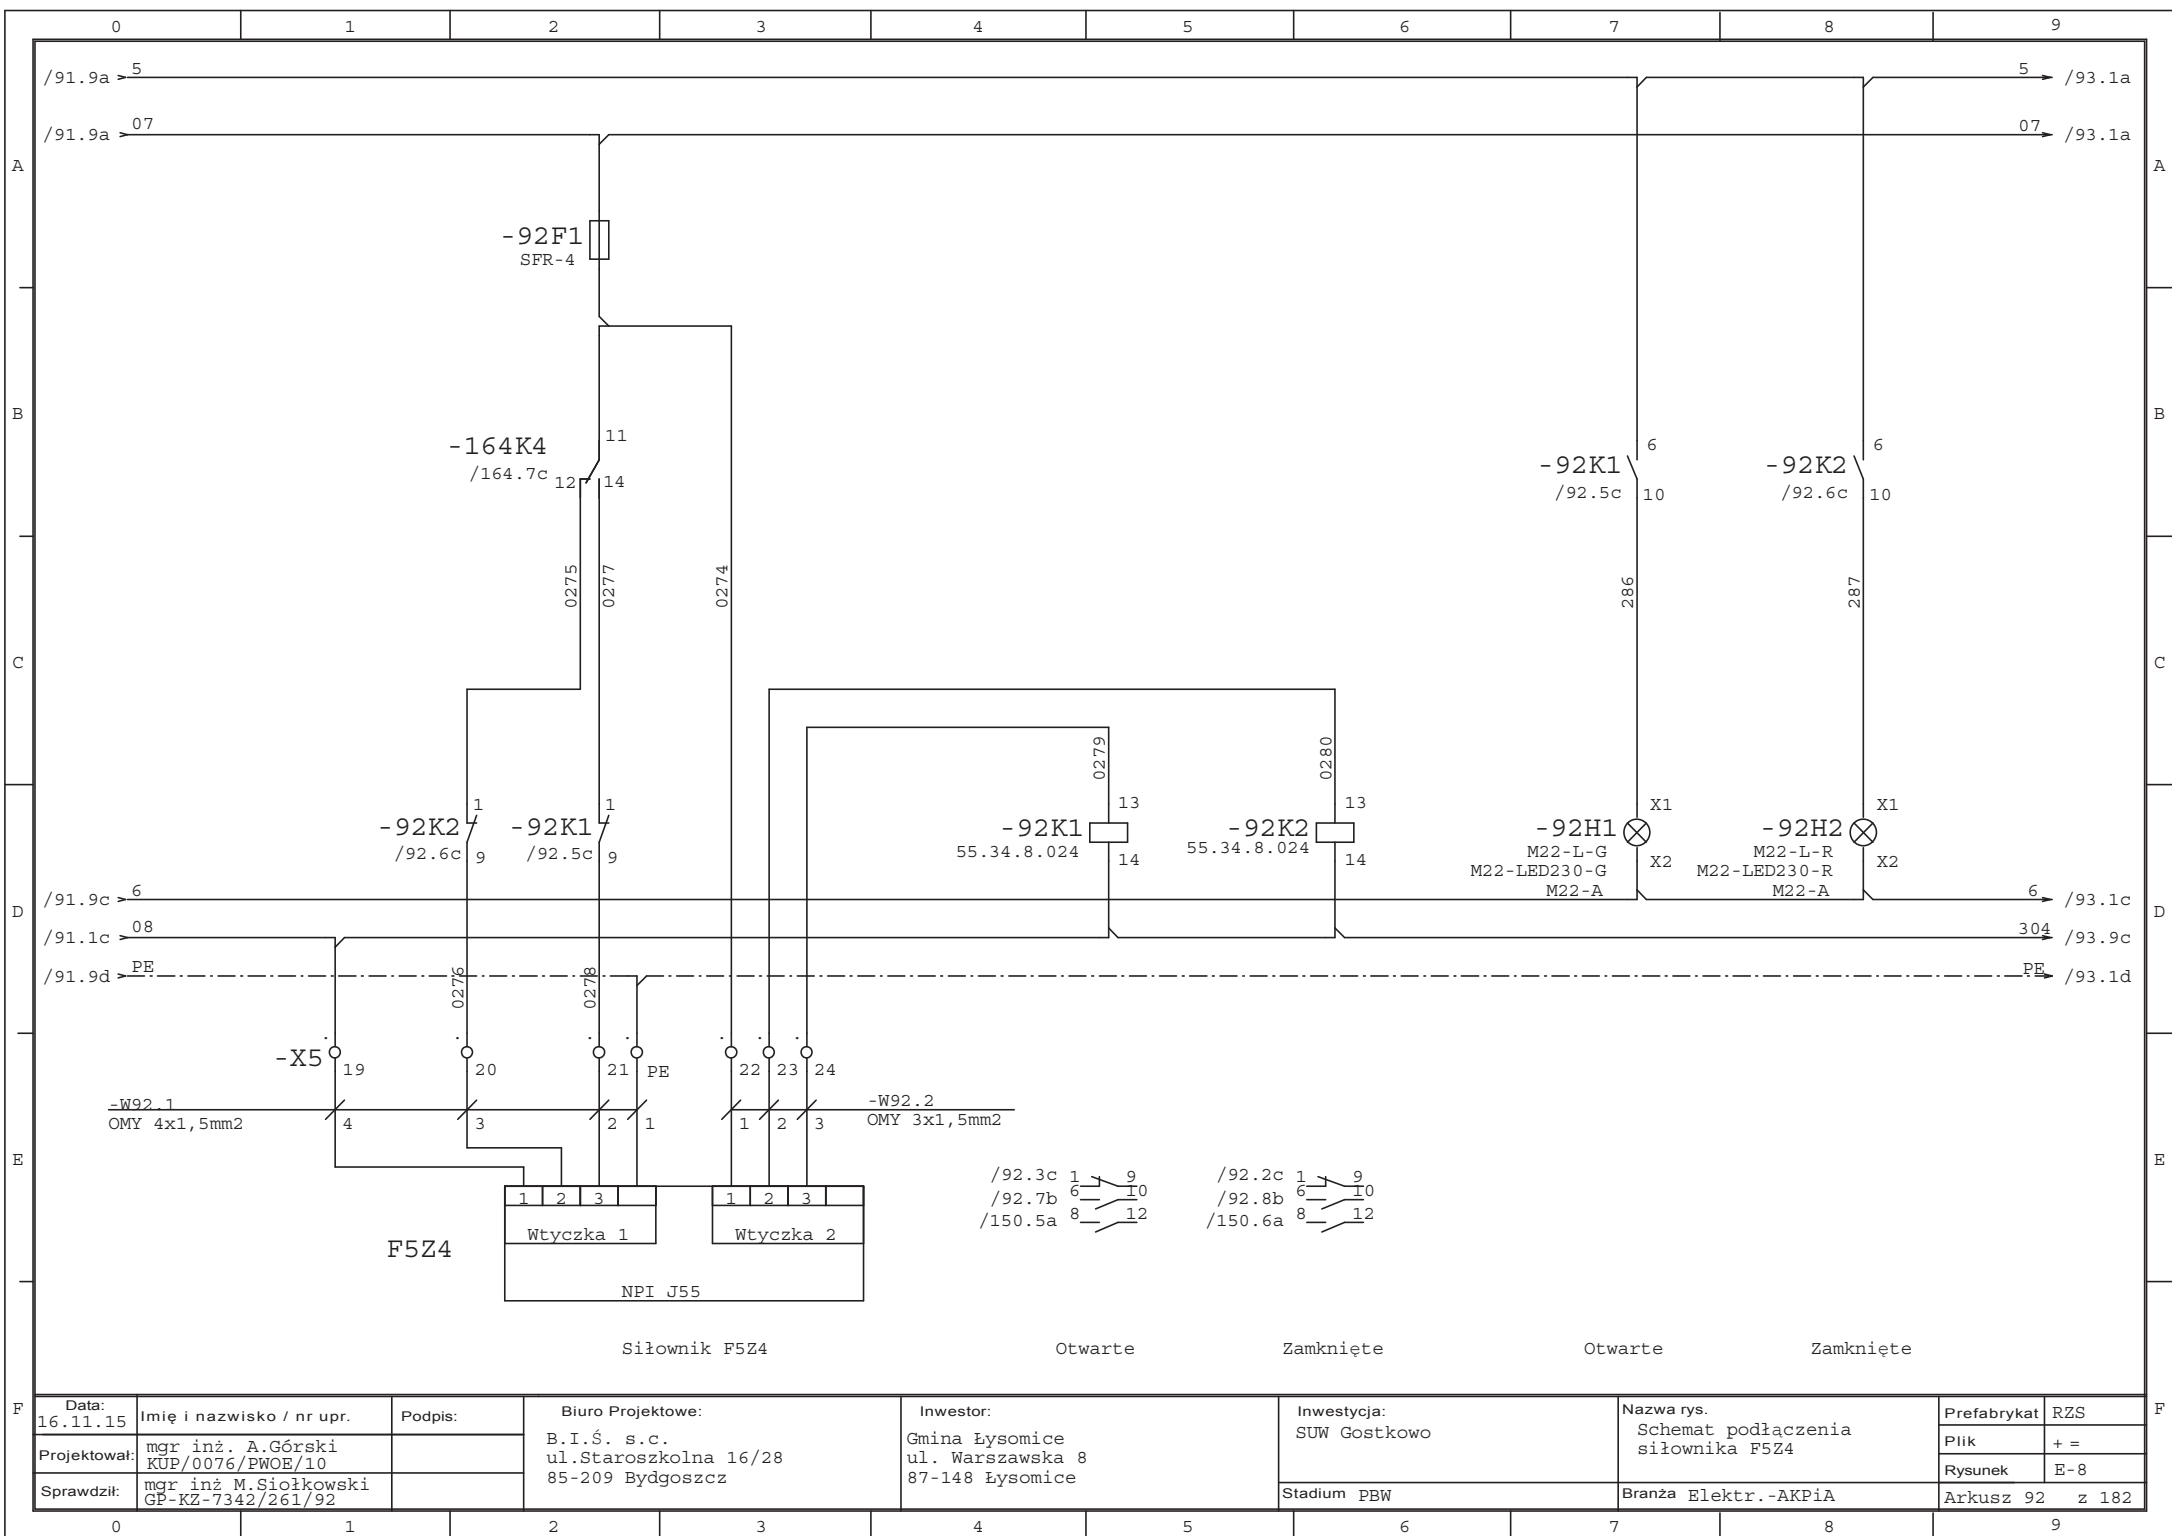 0 1 2 3 4 5 6 7 8 9
/91.9a 5 5 /93.1a
/91.9a 07 07 /93.1a
A A
-92F1
SFR-4
B B
-164K4 11
/164.7c 12 14
-92K1 6
/92.5c 10
-92K2 6
/92.6c 10
0275 0277 0274 286 287
C C
0279 0280
-92K2 1
/92.6c 9
-92K1 1
/92.5c 9
-92K1 13
55.34.8.024 14
-92K2 13
55.34.8.024 14
-92H1 X1
M22-L-G X2
M22-LED230-G
M22-A
-92H2 X1
M22-L-R X2
M22-LED230-R
M22-A
/91.9c 6 6 /93.1c
D D
/91.1c 08 304 /93.9c
/91.9d PE PE /93.1d
0276 0278
-X5 19 20 21 PE 22 23 24
-W92.1
OMY 4x1,5mm2 4 3 2 1
1 2 3
-W92.2
OMY 3x1,5mm2
E E
/92.3c 1 9
/92.7b 6 10
/150.5a 8 12
/92.2c 1 9
/92.8b 6 10
/150.6a 8 12
1 2 3 1 2 3
Wtyczka 1 Wtyczka 2
F5Z4
NPI J55
Siłownik F5Z4 Otwarte Zamknięte Otwarte Zamknięte
F F
Data:
16.11.15
Imię i nazwisko / nr upr.
Podpis:
Projektował:
mgr inż. A.Górski
KUP/0076/PWOE/10
Sprawdził:
mgr inż M.Siołkowski
GP-KZ-7342/261/92
Biuro Projektowe:
B.I.Ś. s.c.
ul.Staroszkolna 16/28
85-209 Bydgoszcz
Inwestor:
Gmina Łysomice
ul. Warszawska 8
87-148 Łysomice
Inwestycja:
SUW Gostkowo
Stadium PBW
Nazwa rys.
Schemat podłączenia
siłownika F5Z4
Branża Elektr.-AKPiA
Prefabrykat RZS
Plik + =
Rysunek E-8
Arkusz 92 z 182
0 1 2 3 4 5 6 7 8 9